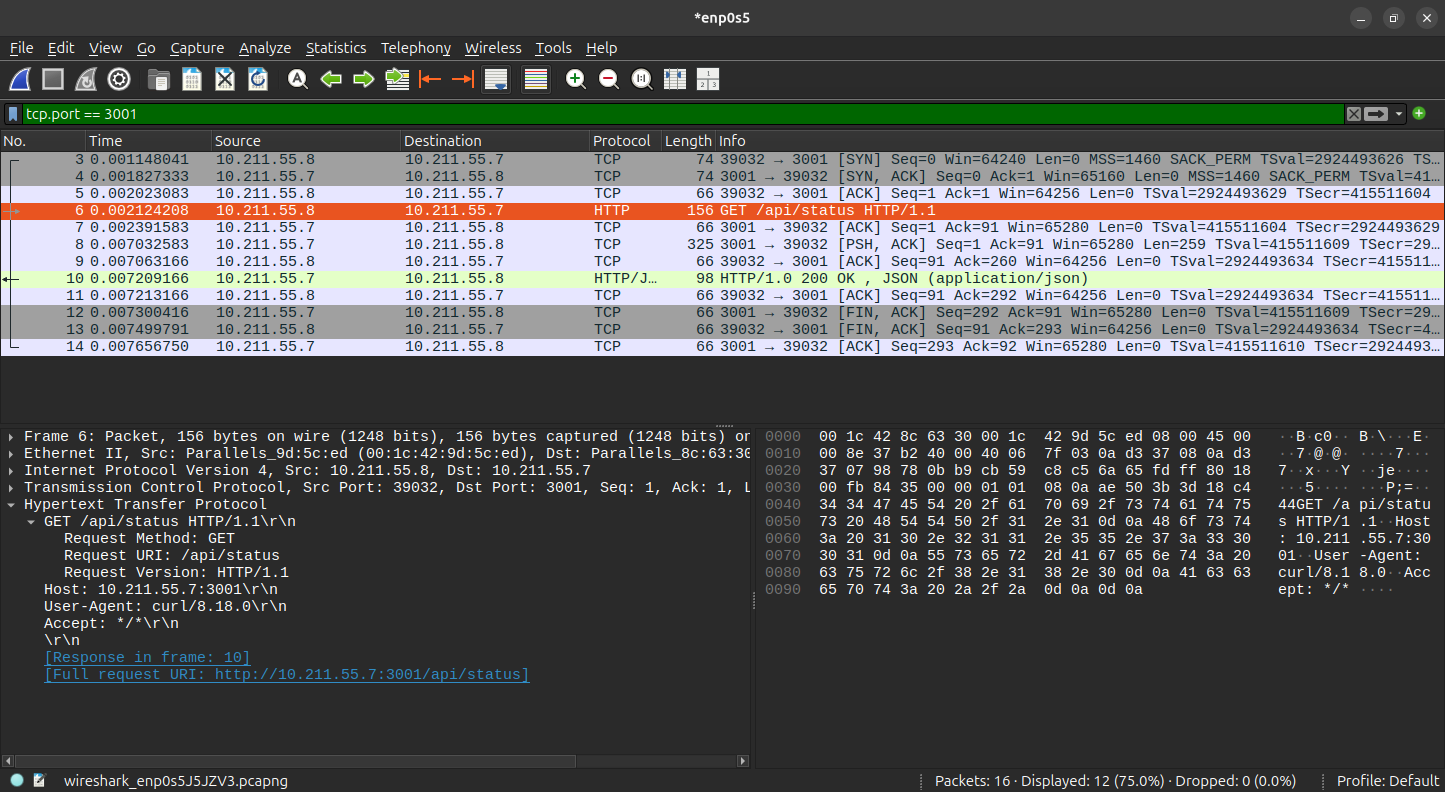 *enp0s5
File Edit View Go Capture Analyze Statistics Telephony Wireless Tools Help
tcp.port == 3001
No. Time Source Destination Protocol Length Info
3 0.001148041 10.211.55.8 10.211.55.7 TCP 74 39032 → 3001 [SYN] Seq=0 Win=64240 Len=0 MSS=1460 SACK_PERM TSval=2924493626 TS…
4 0.001827333 10.211.55.7 10.211.55.8 TCP 74 3001 → 39032 [SYN, ACK] Seq=0 Ack=1 Win=65160 Len=0 MSS=1460 SACK_PERM TSval=41…
5 0.002023083 10.211.55.8 10.211.55.7 TCP 66 39032 → 3001 [ACK] Seq=1 Ack=1 Win=64256 Len=0 TSval=2924493629 TSecr=415511604
6 0.002124208 10.211.55.8 10.211.55.7 HTTP 156 GET /api/status HTTP/1.1
7 0.002391583 10.211.55.7 10.211.55.8 TCP 66 3001 → 39032 [ACK] Seq=1 Ack=91 Win=65280 Len=0 TSval=415511604 TSecr=2924493629
8 0.007032583 10.211.55.7 10.211.55.8 TCP 325 3001 → 39032 [PSH, ACK] Seq=1 Ack=91 Win=65280 Len=259 TSval=415511609 TSecr=29…
9 0.007063166 10.211.55.8 10.211.55.7 TCP 66 39032 → 3001 [ACK] Seq=91 Ack=260 Win=64256 Len=0 TSval=2924493634 TSecr=415511…
10 0.007209166 10.211.55.7 10.211.55.8 HTTP/J… 98 HTTP/1.0 200 OK , JSON (application/json)
11 0.007213166 10.211.55.8 10.211.55.7 TCP 66 39032 → 3001 [ACK] Seq=91 Ack=292 Win=64256 Len=0 TSval=2924493634 TSecr=415511…
12 0.007300416 10.211.55.7 10.211.55.8 TCP 66 3001 → 39032 [FIN, ACK] Seq=292 Ack=91 Win=65280 Len=0 TSval=415511609 TSecr=29…
13 0.007499791 10.211.55.8 10.211.55.7 TCP 66 39032 → 3001 [FIN, ACK] Seq=91 Ack=293 Win=64256 Len=0 TSval=2924493634 TSecr=4…
14 0.007656750 10.211.55.7 10.211.55.8 TCP 66 3001 → 39032 [ACK] Seq=293 Ack=92 Win=65280 Len=0 TSval=415511610 TSecr=2924493…
Frame 6: Packet, 156 bytes on wire (1248 bits), 156 bytes captured (1248 bits) on
Ethernet II, Src: Parallels_9d:5c:ed (00:1c:42:9d:5c:ed), Dst: Parallels_8c:63:30
Internet Protocol Version 4, Src: 10.211.55.8, Dst: 10.211.55.7
Transmission Control Protocol, Src Port: 39032, Dst Port: 3001, Seq: 1, Ack: 1, L
Hypertext Transfer Protocol
GET /api/status HTTP/1.1\r\n
Request Method: GET
Request URI: /api/status
Request Version: HTTP/1.1
Host: 10.211.55.7:3001\r\n
User-Agent: curl/8.18.0\r\n
Accept: */*\r\n
\r\n
[Response in frame: 10]
[Full request URI: http://10.211.55.7:3001/api/status]
0000 00 1c 42 8c 63 30 00 1c 42 9d 5c ed 08 00 45 00 ··B·c0·· B·\···E·
0010 00 8e 37 b2 40 00 40 06 7f 03 0a d3 37 08 0a d3 ··7·@·@· ····7···
0020 37 07 98 78 0b b9 cb 59 c8 c5 6a 65 fd ff 80 18 7··x···Y ··je····
0030 00 fb 84 35 00 00 01 01 08 0a ae 50 3b 3d 18 c4 ···5···· ···P;=··
0040 34 34 47 45 54 20 2f 61 70 69 2f 73 74 61 74 75 44GET /a pi/statu
0050 73 20 48 54 54 50 2f 31 2e 31 0d 0a 48 6f 73 74 s HTTP/1 .1··Host
0060 3a 20 31 30 2e 32 31 31 2e 35 35 2e 37 3a 33 30 : 10.211 .55.7:30
0070 30 31 0d 0a 55 73 65 72 2d 41 67 65 6e 74 3a 20 01··User -Agent:
0080 63 75 72 6c 2f 38 2e 31 38 2e 30 0d 0a 41 63 63 curl/8.1 8.0··Acc
0090 65 70 74 3a 20 2a 2f 2a 0d 0a 0d 0a ept: */* ····
wireshark_enp0s5J5JZV3.pcapng Packets: 16 · Displayed: 12 (75.0%) · Dropped: 0 (0.0%) Profile: Default